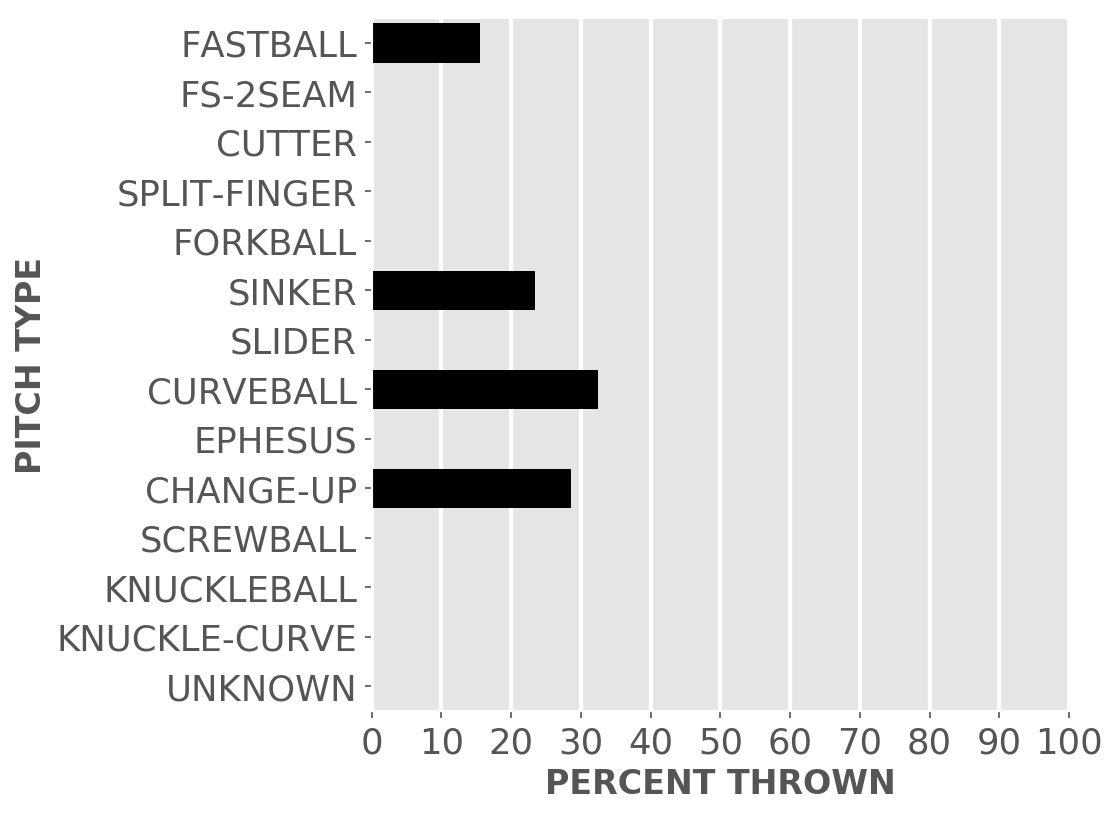 FASTBALL
FS-2SEAM
CUTTER
SPLIT-FINGER
FORKBALL
SINKER
SLIDER
CURVEBALL
EPHESUS
CHANGE-UP
SCREWBALL
KNUCKLEBALL
KNUCKLE-CURVE
UNKNOWN
PITCH TYPE
0 10 20 30 40 50 60 70 80 90 100
PERCENT THROWN